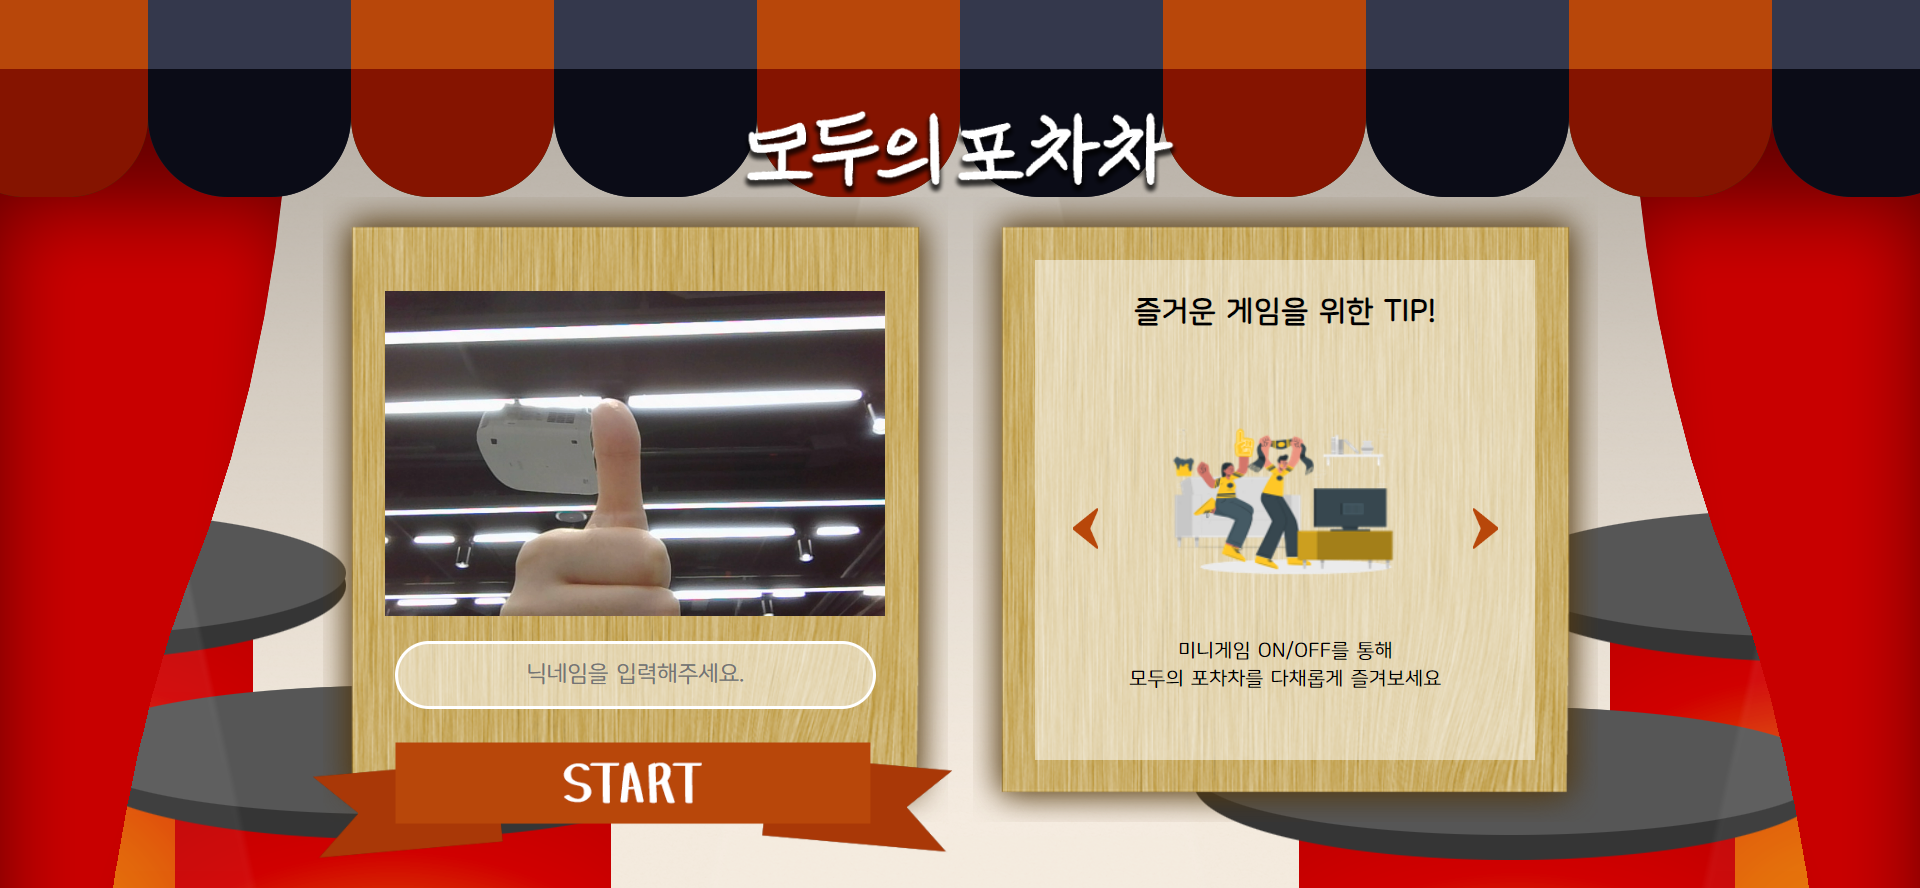 모두의 포차차
닉네임을 입력해주세요.
START
즐거운 게임을 위한 TIP!
미니게임 ON/OFF를 통해
모두의 포차차를 다채롭게 즐겨보세요